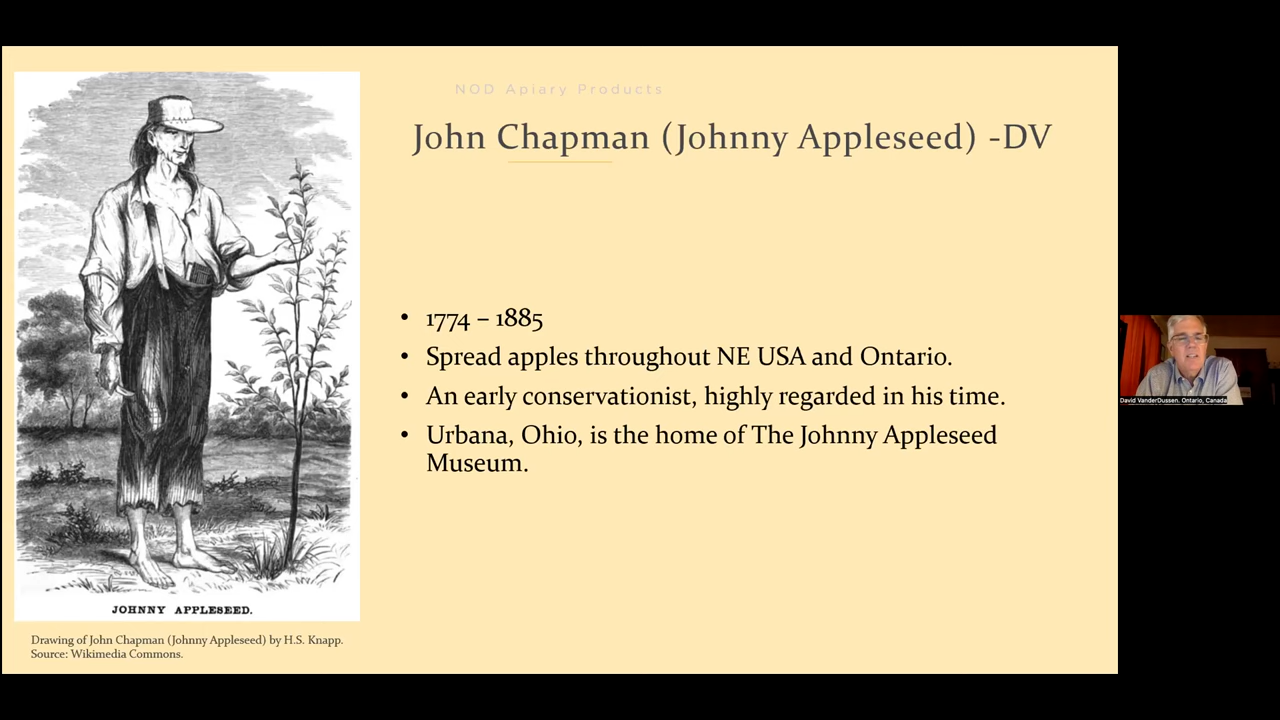 NOD Apiary Products
John Chapman (Johnny Appleseed) -DV
• 1774 – 1885
• Spread apples throughout NE USA and Ontario.
• An early conservationist, highly regarded in his time.
• Urbana, Ohio, is the home of The Johnny Appleseed
Museum.
JOHNNY APPLESEED.
Drawing of John Chapman (Johnny Appleseed) by H.S. Knapp.
Source: Wikimedia Commons.
David VanderDussen, Ontario, Canada